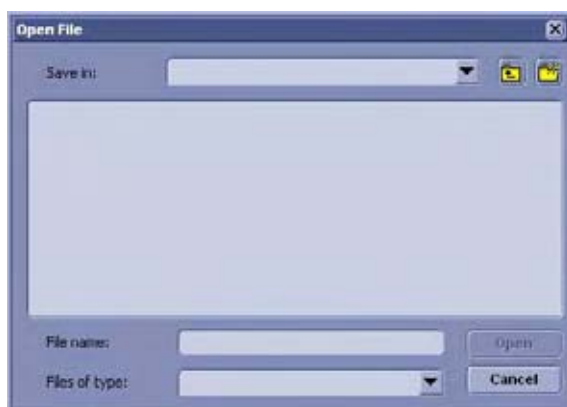 Open File
Save in:
File name:
Open
Files of type:
Cancel